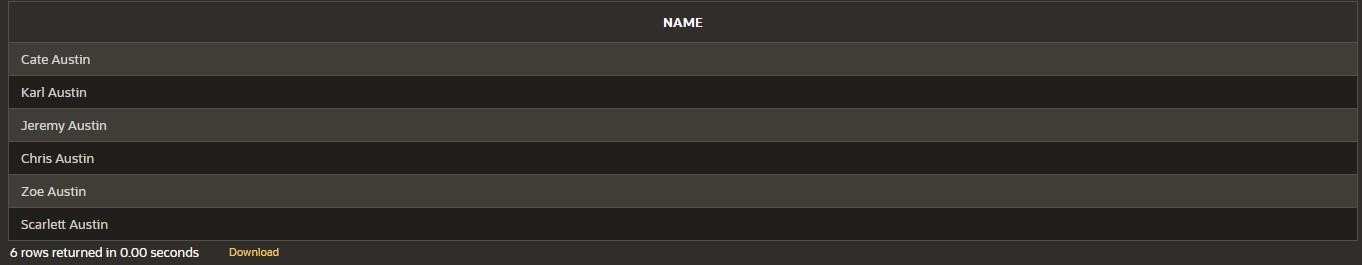 NAME
Cate Austin
Karl Austin
Jeremy Austin
Chris Austin
Zoe Austin
Scarlett Austin
6 rows returned in 0.00 seconds Download